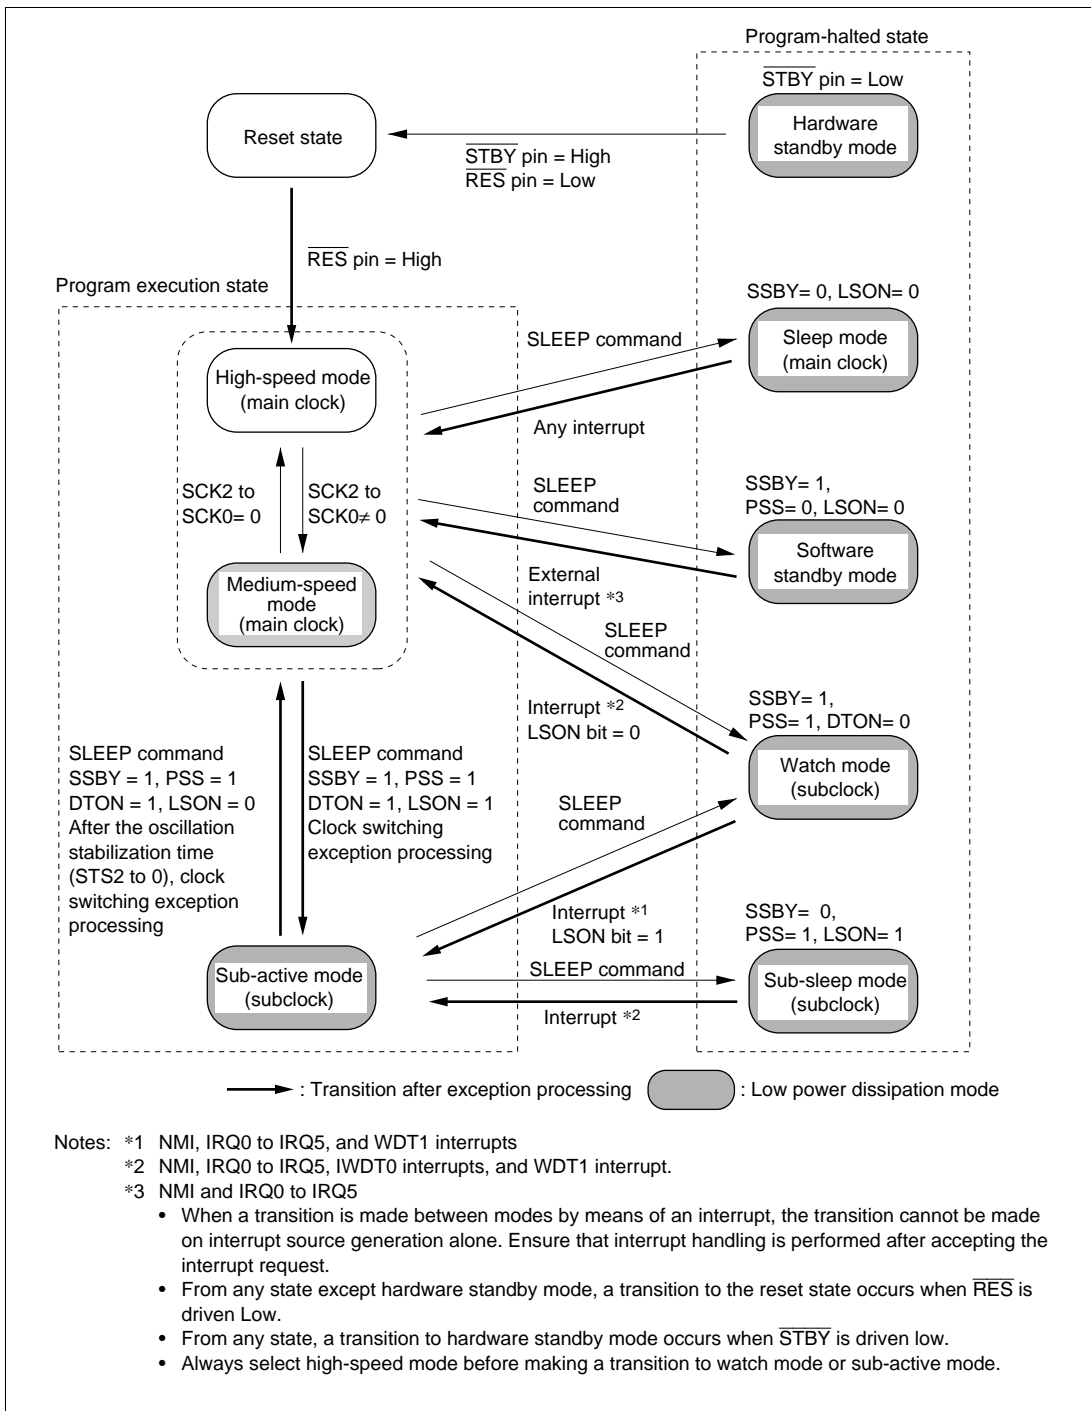 Program-halted state
STBY pin = Low
Reset state
Hardware
standby mode
STBY pin = High
RES pin = Low
RES pin = High
Program execution state
SSBY= 0, LSON= 0
SLEEP command
Sleep mode
(main clock)
High-speed mode
(main clock)
Any interrupt
SCK2 to
SCK0= 0
SCK2 to
SCK0≠ 0
SLEEP
command
SSBY= 1,
PSS= 0, LSON= 0
Software
standby mode
External
interrupt *3
Medium-speed
mode
(main clock)
SLEEP
command
Interrupt *2
LSON bit = 0
SSBY= 1,
PSS= 1, DTON= 0
Watch mode
(subclock)
SLEEP command
SSBY = 1, PSS = 1
DTON = 1, LSON = 0
After the oscillation
stabilization time
(STS2 to 0), clock
switching exception
processing
SLEEP command
SSBY = 1, PSS = 1
DTON = 1, LSON = 1
Clock switching
exception processing
SLEEP
command
Interrupt *1
LSON bit = 1
SSBY=  0,
PSS= 1, LSON= 1
SLEEP command
Sub-active mode
(subclock)
Sub-sleep mode
(subclock)
Interrupt *2
: Transition after exception processing
: Low power dissipation mode
Notes: *1 NMI, IRQ0 to IRQ5, and WDT1 interrupts
*2 NMI, IRQ0 to IRQ5, IWDT0 interrupts, and WDT1 interrupt.
*3 NMI and IRQ0 to IRQ5
• When a transition is made between modes by means of an interrupt, the transition cannot be made
on interrupt source generation alone. Ensure that interrupt handling is performed after accepting the
interrupt request.
• From any state except hardware standby mode, a transition to the reset state occurs when RES is
driven Low.
• From any state, a transition to hardware standby mode occurs when STBY is driven low.
• Always select high-speed mode before making a transition to watch mode or sub-active mode.